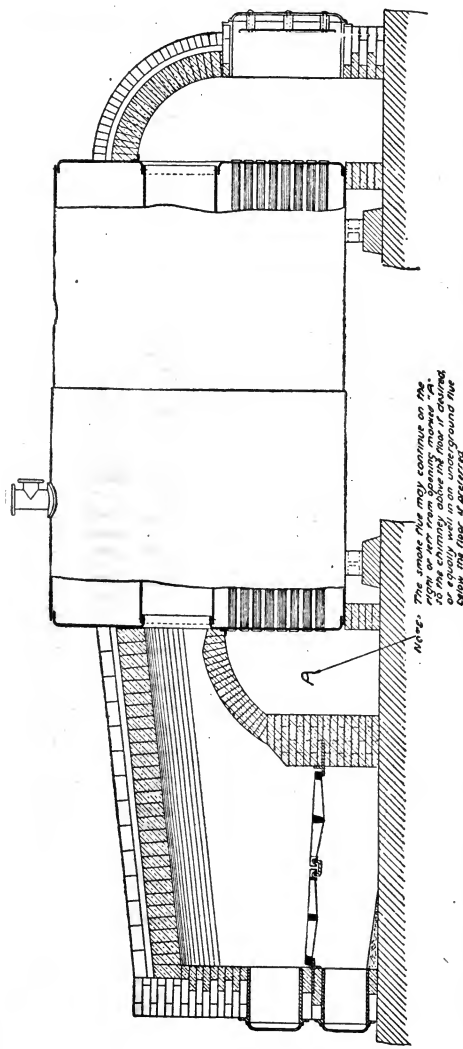 A
NOTE: The smoke flue may continue on the
right or left from opening marked "A"
to the chimney above the floor if desired,
or equally well in an underground flue
below the floor if preferred.